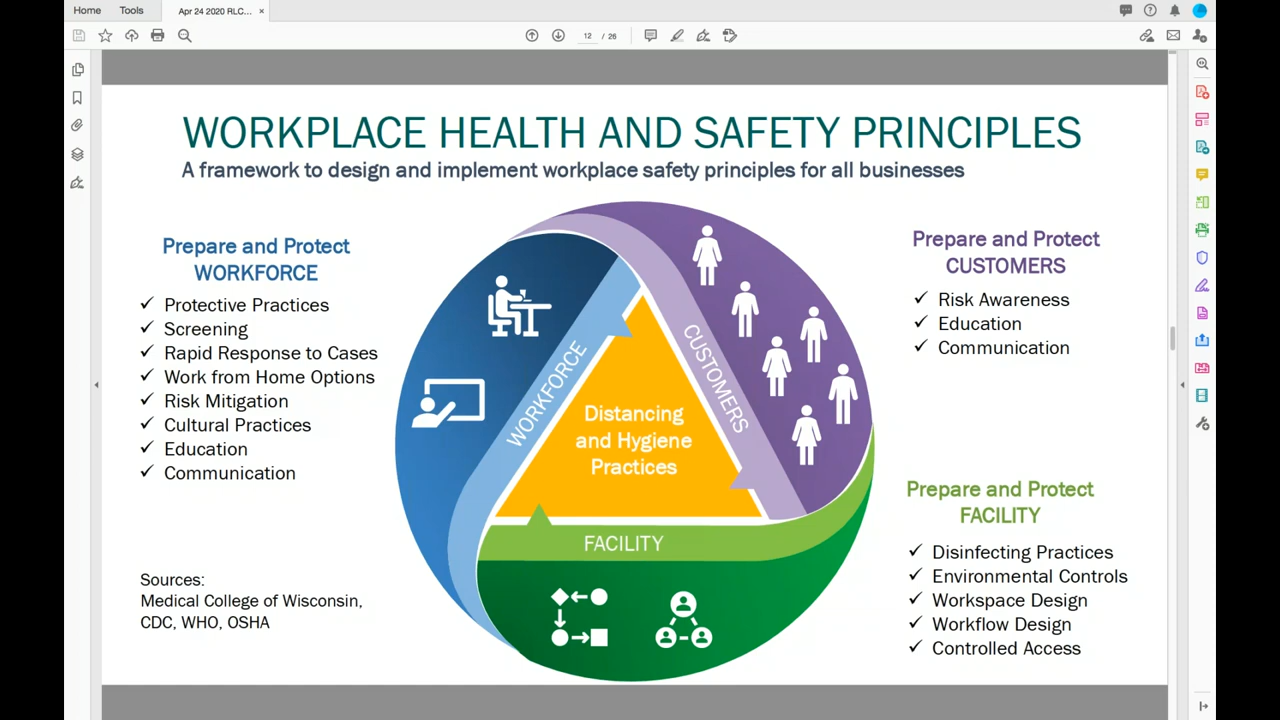 Home
Tools
Apr 24 2020 RLC... ×
12 / 26
WORKPLACE HEALTH AND SAFETY PRINCIPLES
A framework to design and implement workplace safety principles for all businesses
Prepare and Protect
WORKFORCE
✓ Protective Practices
✓ Screening
✓ Rapid Response to Cases
✓ Work from Home Options
✓ Risk Mitigation
✓ Cultural Practices
✓ Education
✓ Communication
Sources:
Medical College of Wisconsin,
CDC, WHO, OSHA
WORKFORCE
CUSTOMERS
Distancing
and Hygiene
Practices
FACILITY
Prepare and Protect
CUSTOMERS
✓ Risk Awareness
✓ Education
✓ Communication
Prepare and Protect
FACILITY
✓ Disinfecting Practices
✓ Environmental Controls
✓ Workspace Design
✓ Workflow Design
✓ Controlled Access